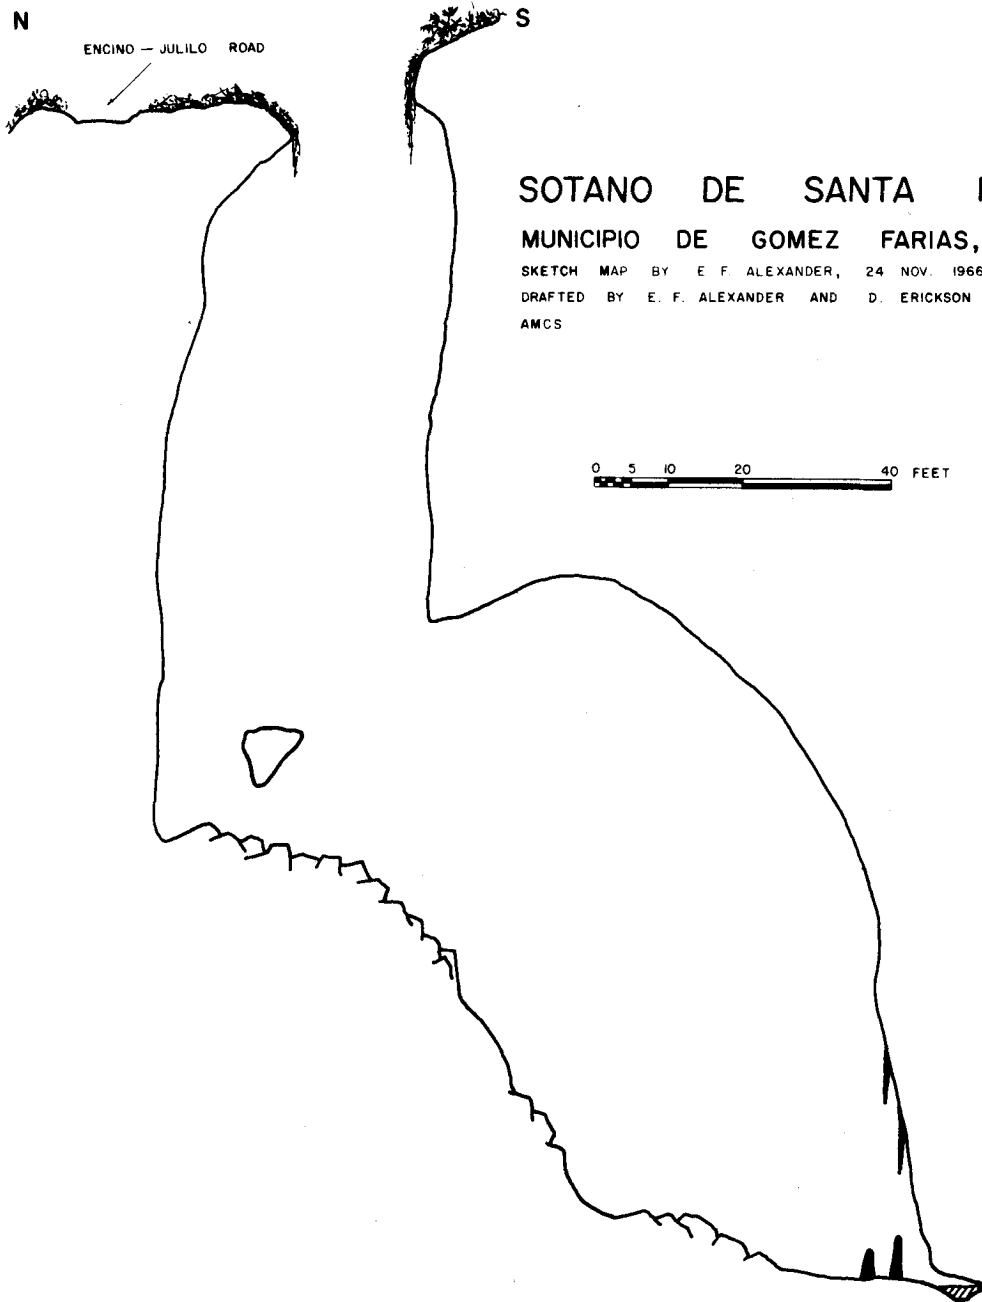 N
S
ENCINO — JULILO ROAD
SOTANO DE SANTA
MUNICIPIO DE GOMEZ FARIAS,
SKETCH MAP BY E. F. ALEXANDER, 24 NOV. 1966
DRAFTED BY E. F. ALEXANDER AND D. ERICKSON
AMCS
0 5 10 20 40 FEET